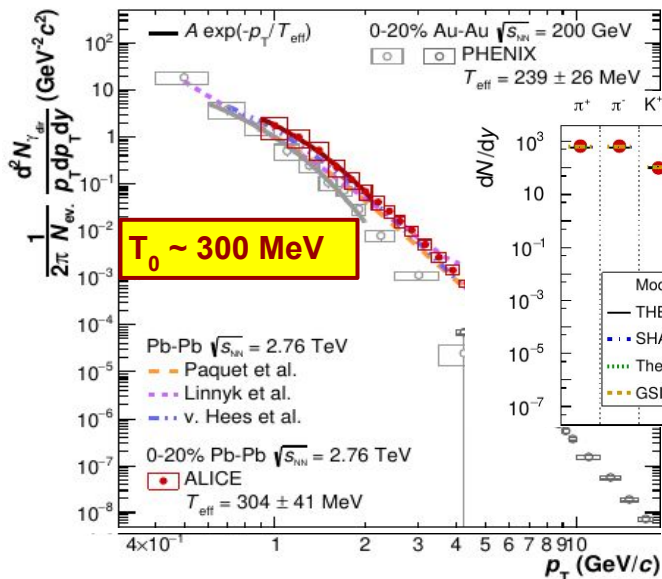 A exp(-p_T/T_eff)
0-20% Au-Au √s_NN = 200 GeV
PHENIX
T_eff = 239 ± 26 MeV
1/(2π N_ev.) d²N_γdir/(p_T dp_T dy) (GeV⁻²c²)
10²
10
1
10⁻¹
10⁻²
10⁻³
10⁻⁴
10⁻⁵
10⁻⁶
10⁻⁷
10⁻⁸
T₀ ~ 300 MeV
π⁺ π⁻ K⁺
dN/dy
10³
10
10⁻¹
10⁻³
10⁻⁵
10⁻⁷
THE
SHA
The
GSI
Pb-Pb √s_NN = 2.76 TeV
Paquet et al.
Linnyk et al.
v. Hees et al.
0-20% Pb-Pb √s_NN = 2.76 TeV
ALICE
T_eff = 304 ± 41 MeV
4×10⁻¹ 1 2 3 4 5 6 7 8 9 10
p_T (GeV/c)